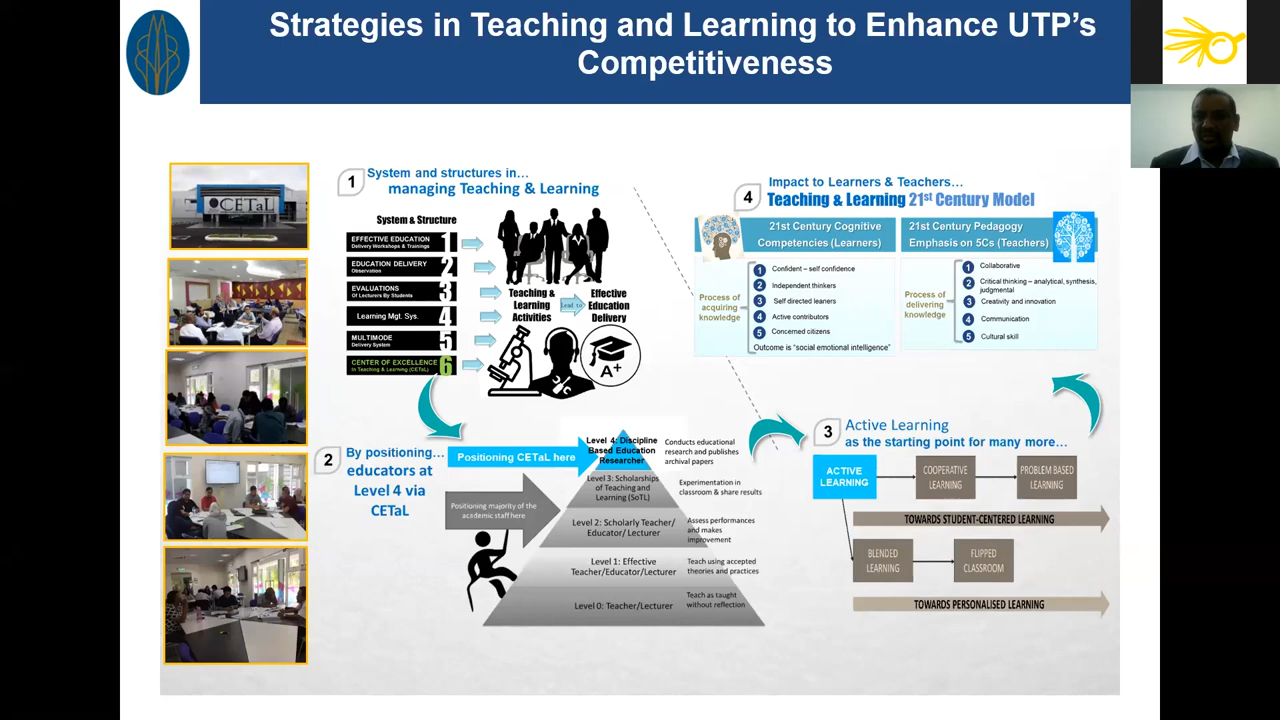 Strategies in Teaching and Learning to Enhance UTP's
Competitiveness
CETaL
1
System and structures in…
managing Teaching & Learning
System & Structure
EFFECTIVE EDUCATION 1
Delivery Workshops & Trainings
EDUCATION DELIVERY 2
Observation
EVALUATIONS 3
Of Lecturers By Students
Learning Mgt. Sys. 4
MULTIMODE 5
Delivery System
CENTER OF EXCELLENCE 6
In Teaching & Learning (CETaL)
Teaching &
Learning
Activities
Lead to
Effective
Education
Delivery
A+
2
By positioning…
educators at
Level 4 via
CETaL
Positioning CETaL here
Positioning majority of the
academic staff here
Level 4: Discipline
Based Education
Researcher
Conducts educational
research and publishes
archival papers
Level 3: Scholarships
of Teaching and
Learning (SoTL)
Experimentation in
classroom & share results
Level 2: Scholarly Teacher/
Educator/ Lecturer
Assess performances
and makes
improvement
Level 1: Effective
Teacher/Educator/Lecturer
Teach using accepted
theories and practices
Level 0: Teacher/Lecturer
Teach as taught
without reflection
3
Active Learning
as the starting point for many more…
ACTIVE
LEARNING
COOPERATIVE
LEARNING
PROBLEM BASED
LEARNING
TOWARDS STUDENT-CENTERED LEARNING
BLENDED
LEARNING
FLIPPED
CLASSROOM
TOWARDS PERSONALISED LEARNING
4
Impact to Learners & Teachers…
Teaching & Learning 21st Century Model
21st Century Cognitive
Competencies (Learners)
Process of
acquiring
knowledge
1 Confident – self confidence
2 Independent thinkers
3 Self directed leaners
4 Active contributors
5 Concerned citizens
Outcome is "social emotional intelligence"
21st Century Pedagogy
Emphasis on 5Cs (Teachers)
Process of
delivering
knowledge
1 Collaborative
2 Critical thinking – analytical, synthesis,
judgmental
3 Creativity and innovation
4 Communication
5 Cultural skill